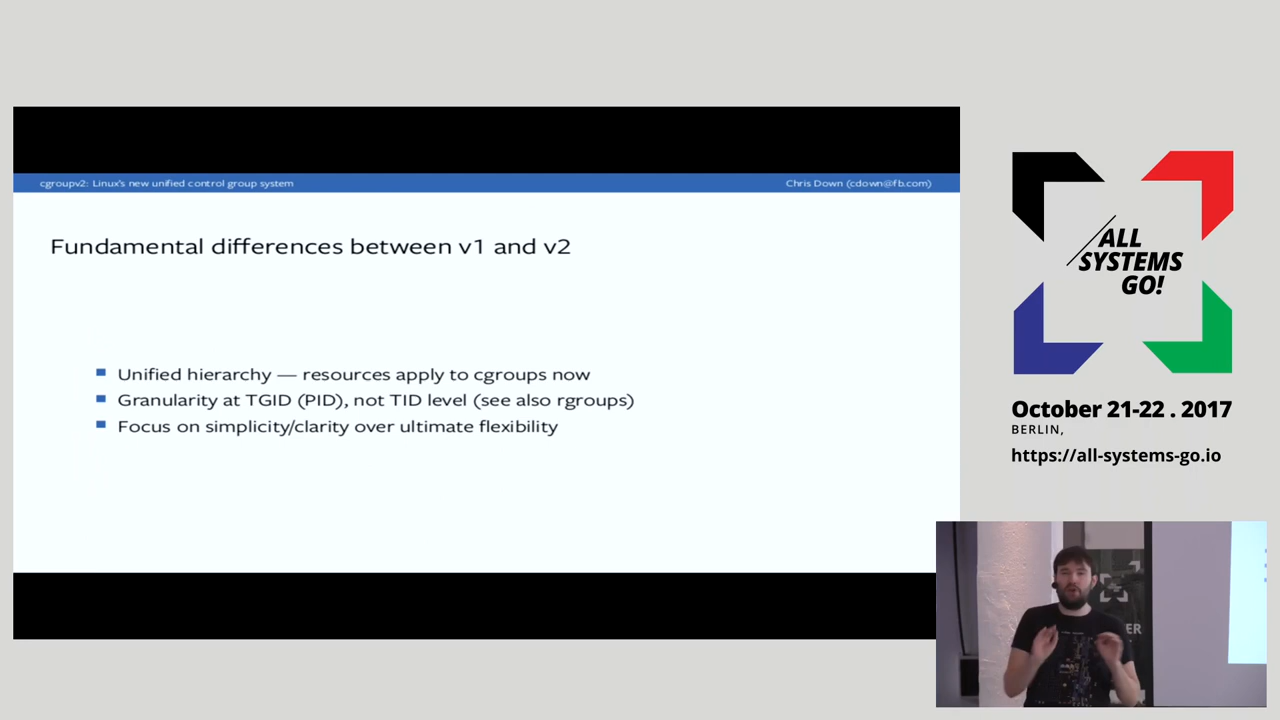 cgroupv2: Linux's new unified control group system
Chris Down (cdown@fb.com)
Fundamental differences between v1 and v2
Unified hierarchy — resources apply to cgroups now
Granularity at TGID (PID), not TID level (see also rgroups)
Focus on simplicity/clarity over ultimate flexibility
ALL
SYSTEMS
GO!
October 21-22 . 2017
BERLIN,
https://all-systems-go.io